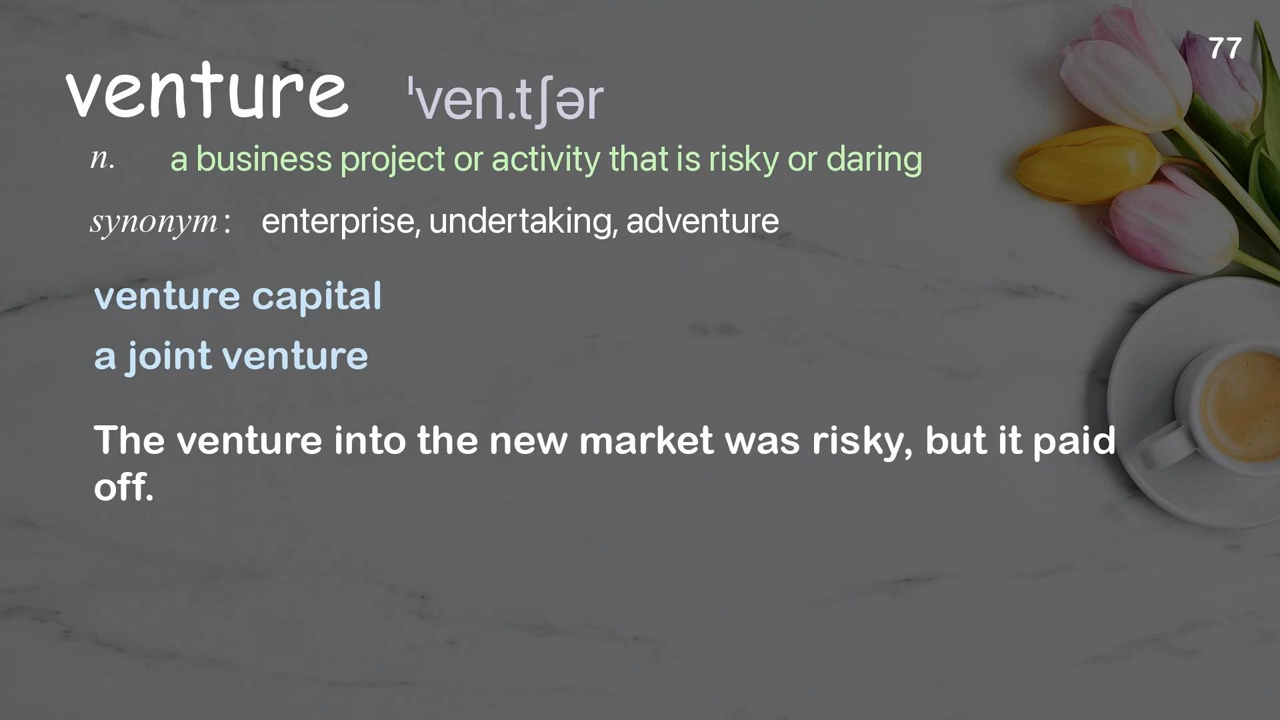 77
venture ˈven.tʃər
n. a business project or activity that is risky or daring
synonym: enterprise, undertaking, adventure
venture capital
a joint venture
The venture into the new market was risky, but it paid
off.